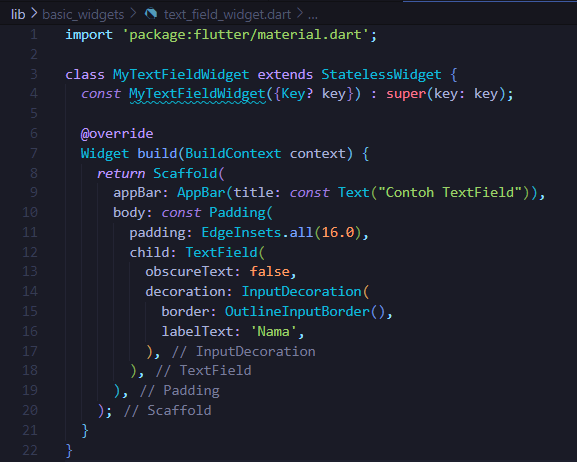 lib > basic_widgets > text_field_widget.dart > ...
1 import 'package:flutter/material.dart';
2
3 class MyTextFieldWidget extends StatelessWidget {
4   const MyTextFieldWidget({Key? key}) : super(key: key);
5
6   @override
7   Widget build(BuildContext context) {
8     return Scaffold(
9       appBar: AppBar(title: const Text("Contoh TextField")),
10       body: const Padding(
11         padding: EdgeInsets.all(16.0),
12         child: TextField(
13           obscureText: false,
14           decoration: InputDecoration(
15             border: OutlineInputBorder(),
16             labelText: 'Nama',
17           ), // InputDecoration
18         ), // TextField
19       ), // Padding
20     ); // Scaffold
21   }
22 }